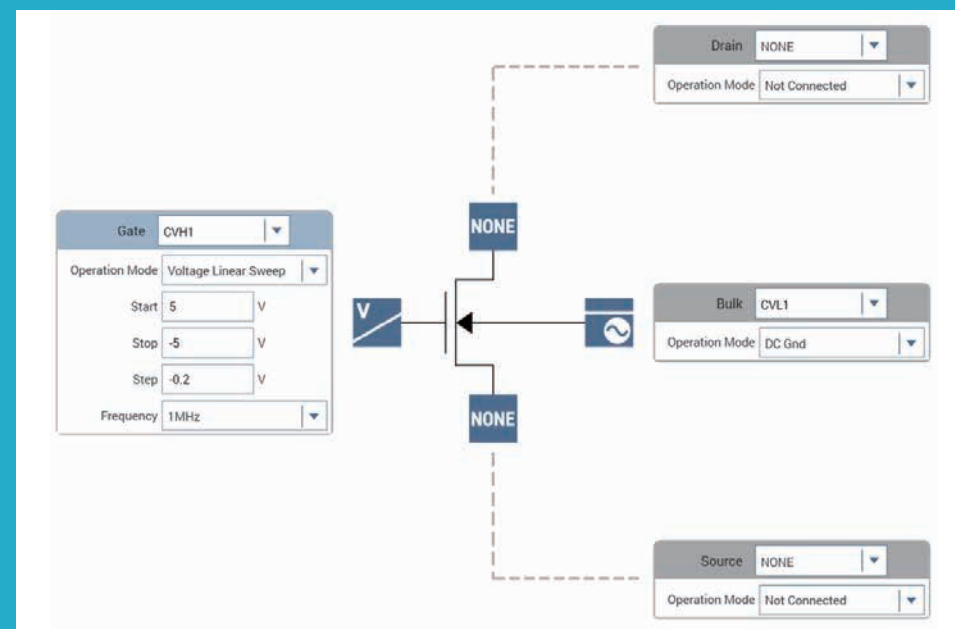 Drain NONE
Operation Mode Not Connected
NONE
Gate CVH1
Operation Mode Voltage Linear Sweep
Start 5 V
Stop -5 V
Step -0.2 V
Frequency 1MHz
V
Bulk CVL1
Operation Mode DC Gnd
NONE
Source NONE
Operation Mode Not Connected